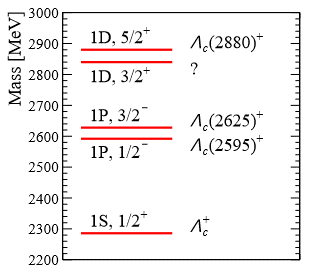 Mass [MeV]
3000
2900
2800
2700
2600
2500
2400
2300
2200
1D, 5/2⁺ Λc(2880)⁺
1D, 3/2⁺ ?
1P, 3/2⁻ Λc(2625)⁺
1P, 1/2⁻ Λc(2595)⁺
1S, 1/2⁺ Λc⁺